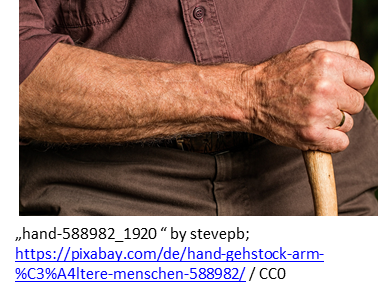 „hand-588982_1920 “ by stevepb;
https://pixabay.com/de/hand-gehstock-arm-
%C3%A4ltere-menschen-588982/ / CC0